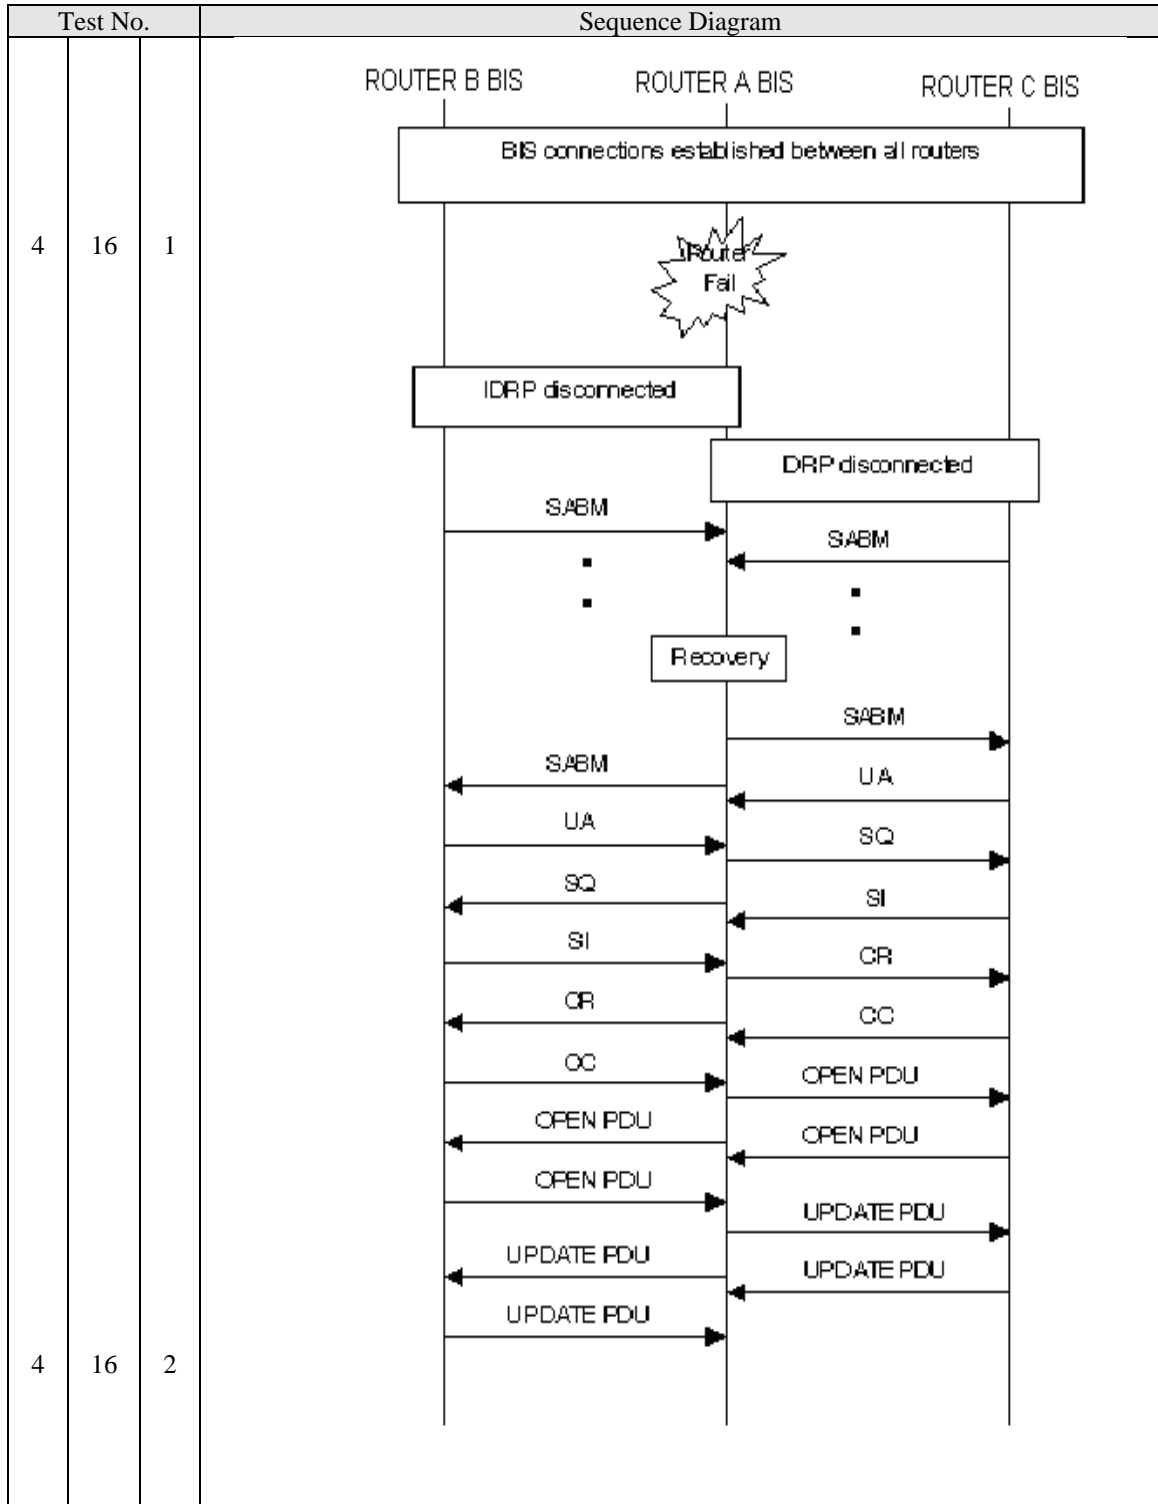 Test No.
Sequence Diagram
ROUTER B BIS
ROUTER A BIS
ROUTER C BIS
BIS connections established between all routers
4
16
1
Router
Fail
IDRP disconnected
IDRP disconnected
SABM
SABM
Recovery
SABM
SABM
UA
UA
SQ
SQ
SI
SI
CR
CR
CC
CC
OPEN PDU
OPEN PDU
OPEN PDU
OPEN PDU
UPDATE PDU
UPDATE PDU
UPDATE PDU
UPDATE PDU
4
16
2